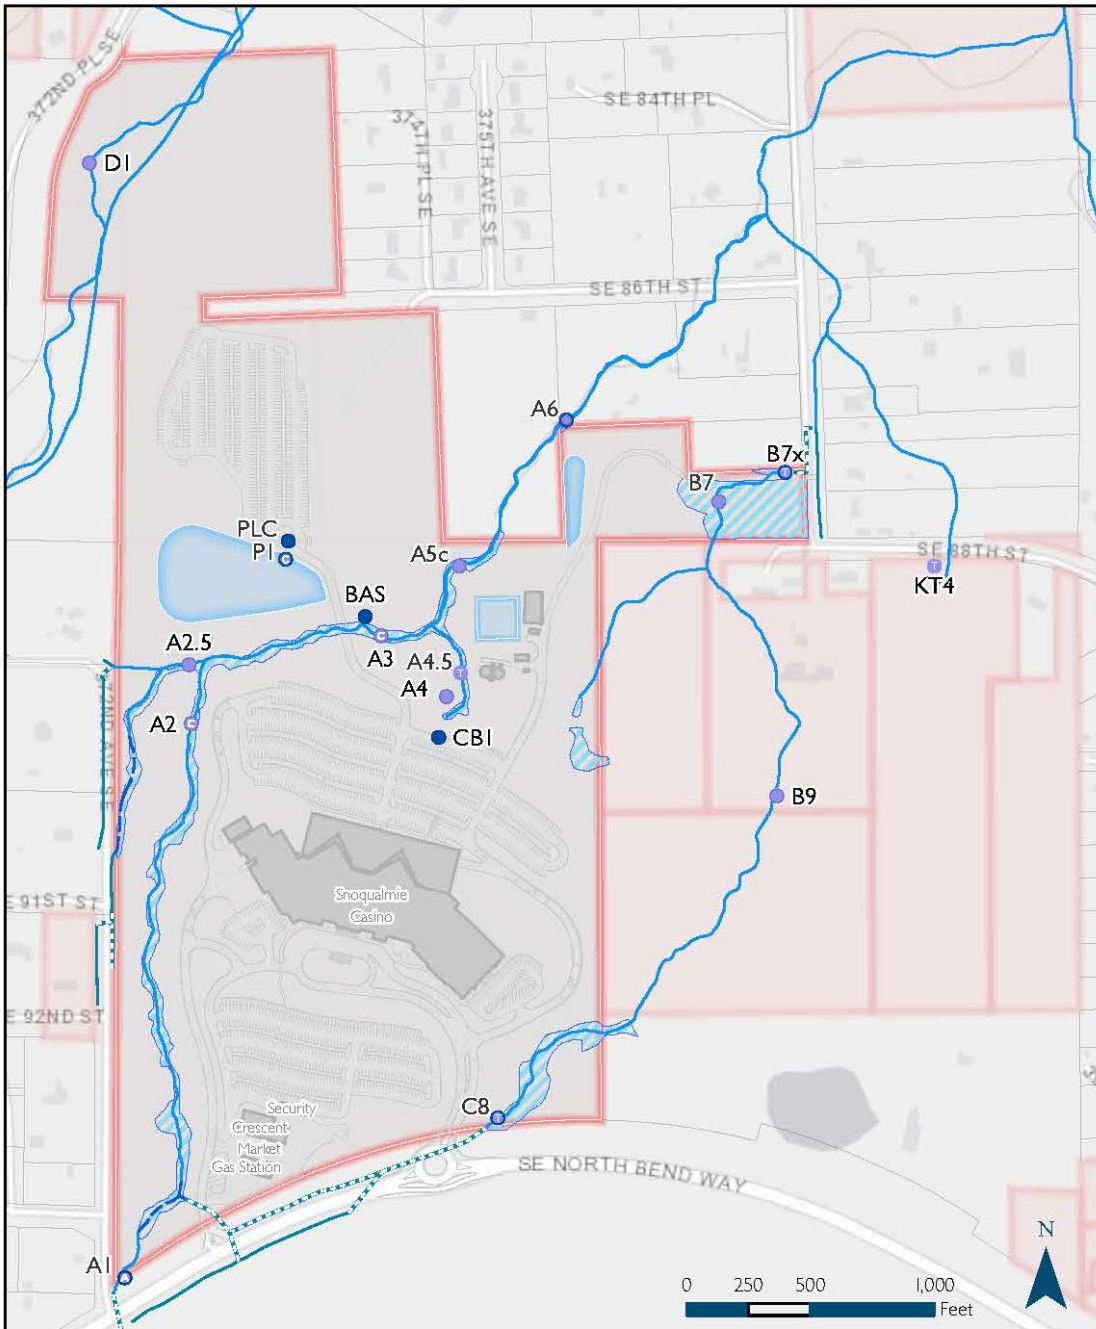 372ND PL SE
SE 84TH PL
374TH PL SE
375TH AVE SE
D1
SE 86TH ST
A6
B7x
B7
PLC
P1
C
A5c
SE 88TH ST
T
KT4
BAS
C
A3
A2.5
A4.5
T
A4
372ND AVE SE
A2
C
CB1
B9
Snoqualmie
Casino
E 91ST ST
E 92ND ST
C8
T
Security
Crescent
Market
Gas Station
SE NORTH BEND WAY
A1
A
N
0 250 500 1,000
Feet